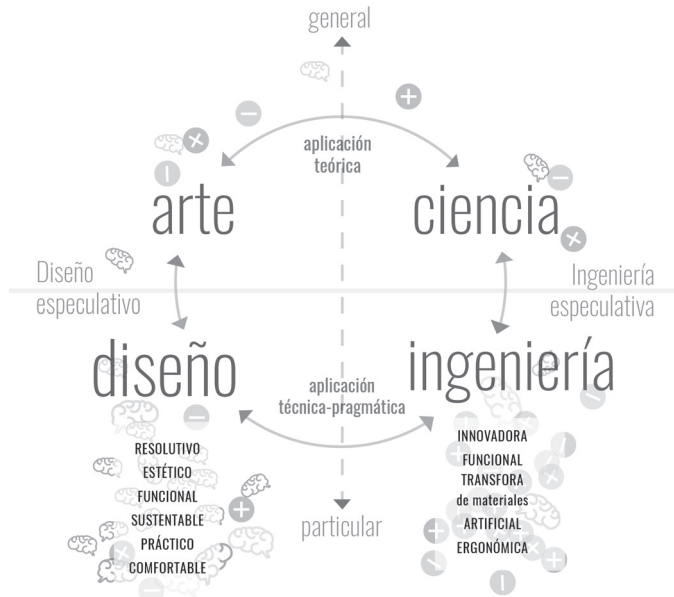 general
aplicación
teórica
arte
ciencia
Diseño
especulativo
Ingeniería
especulativa
diseño
ingeniería
aplicación
técnica-pragmática
RESOLUTIVO
ESTÉTICO
FUNCIONAL
SUSTENTABLE
PRÁCTICO
COMFORTABLE
INNOVADORA
FUNCIONAL
TRANSFORA
de materiales
ARTIFICIAL
ERGONÓMICA
particular